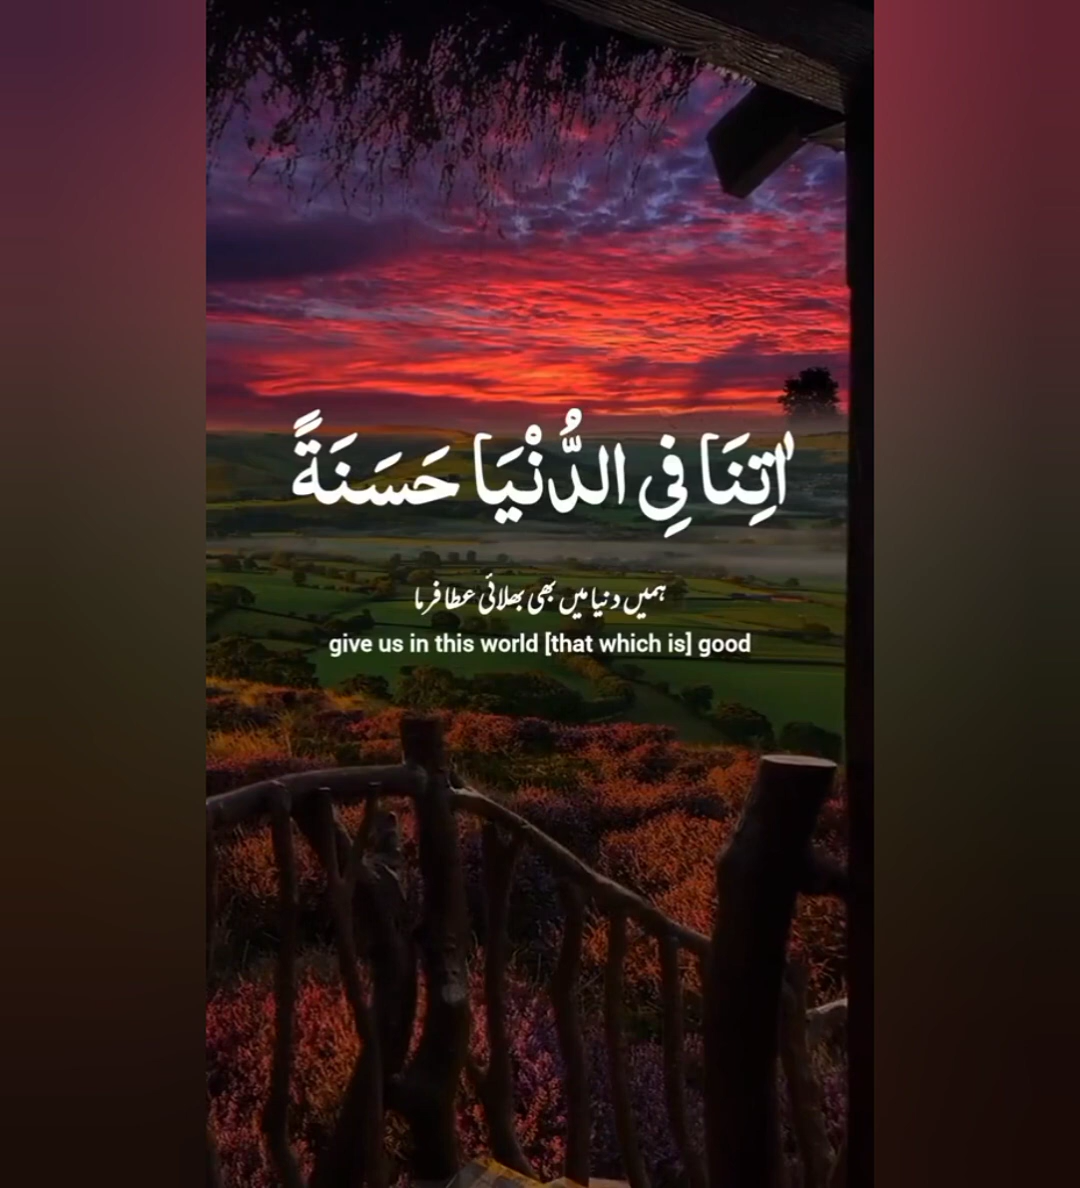 اٰتِنَا فِی الدُّنْیَا حَسَنَةً
ہمیں دنیا میں بھی بھلائی عطا فرما
give us in this world [that which is] good